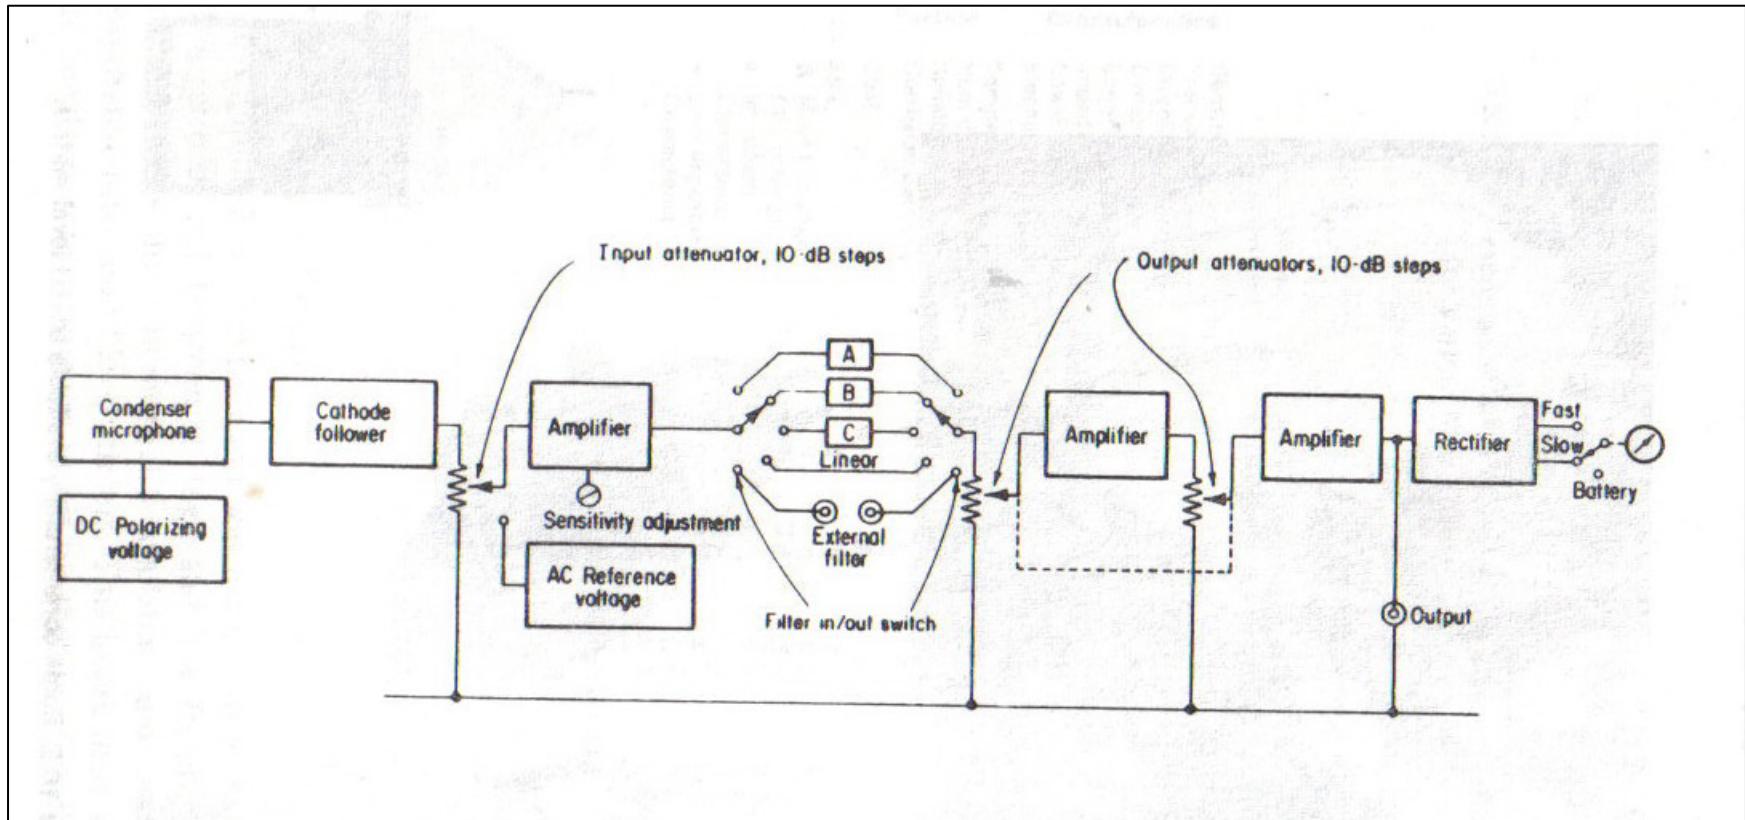 Input attenuator, 10-dB steps
Output attenuators, 10-dB steps
Condenser
microphone
Cathode
follower
Amplifier
A
B
C
Linear
External
filter
Amplifier
Amplifier
Rectifier
Fast
Slow
Battery
DC Polarizing
voltage
Sensitivity adjustment
AC Reference
voltage
Filter in/out switch
Output